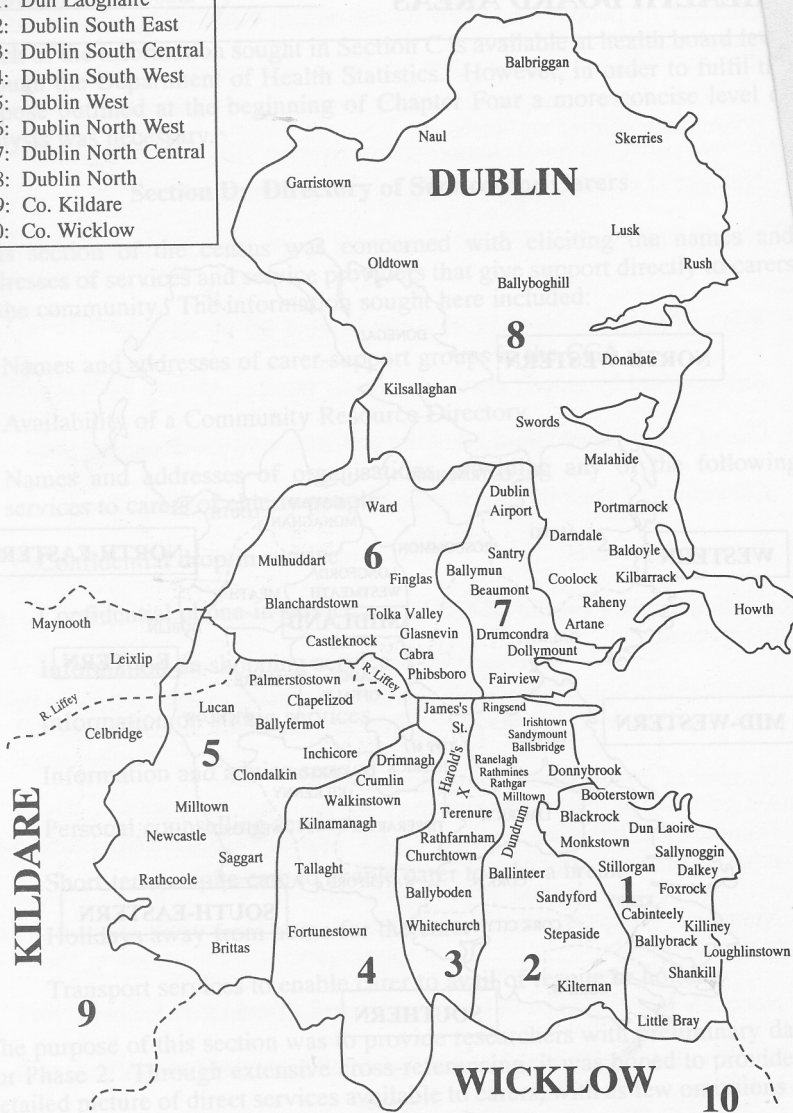 1: Dun Laoghaire
2: Dublin South East
3: Dublin South Central
4: Dublin South West
5: Dublin West
6: Dublin North West
7: Dublin North Central
8: Dublin North
9: Co. Kildare
0: Co. Wicklow
Balbriggan
Naul
Skerries
Garristown
DUBLIN
Lusk
Oldtown
Rush
Ballyboghill
8
Donabate
Kilsallaghan
Swords
Malahide
Dublin
Airport
Ward
Portmarnock
Darndale
6
Santry
Baldoyle
Mulhuddart
Ballymun
Finglas
Coolock
Kilbarrack
Beaumont
Blanchardstown
Raheny
7
Howth
Tolka Valley
Maynooth
Artane
Glasnevin
Drumcondra
Castleknock
Dollymount
Cabra
Leixlip
R. Liffey
Phibsboro
Palmerstown
Fairview
Chapelizod
R. Liffey
Lucan
James's
St.
Ringsend
Ballyfermot
Irishtown
Sandymount
Ballsbridge
Celbridge
5
Inchicore
Drimnagh
Harold's
X
Ranelagh
Rathmines
Rathgar
Donnybrook
Clondalkin
Crumlin
Walkinstown
Milltown
Booterstown
Milltown
Terenure
Blackrock
Kilnamanagh
Dundrum
Dun Laoire
Newcastle
Rathfarnham
Monkstown
Sallynoggin
Saggart
Churchtown
Stillorgan
Dalkey
Tallaght
Ballinteer
1
Foxrock
KILDARE
Rathcoole
Ballyboden
Sandyford
Cabinteely
Killiney
Whitechurch
Fortunestown
Stepaside
Ballybrack
Brittas
Loughlinstown
4
3
2
Shankill
Kilternan
9
Little Bray
WICKLOW
10